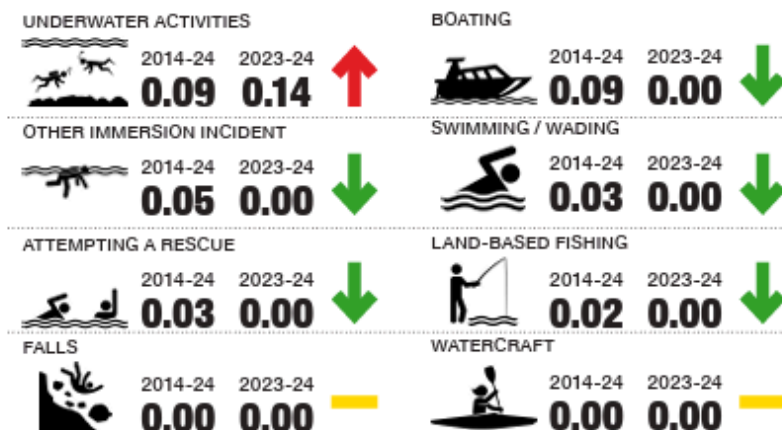 UNDERWATER ACTIVITIES
2014-24 2023-24
0.09 0.14
BOATING
2014-24 2023-24
0.09 0.00
OTHER IMMERSION INCIDENT
2014-24 2023-24
0.05 0.00
SWIMMING / WADING
2014-24 2023-24
0.03 0.00
ATTEMPTING A RESCUE
2014-24 2023-24
0.03 0.00
LAND-BASED FISHING
2014-24 2023-24
0.02 0.00
FALLS
2014-24 2023-24
0.00 0.00
WATERCRAFT
2014-24 2023-24
0.00 0.00